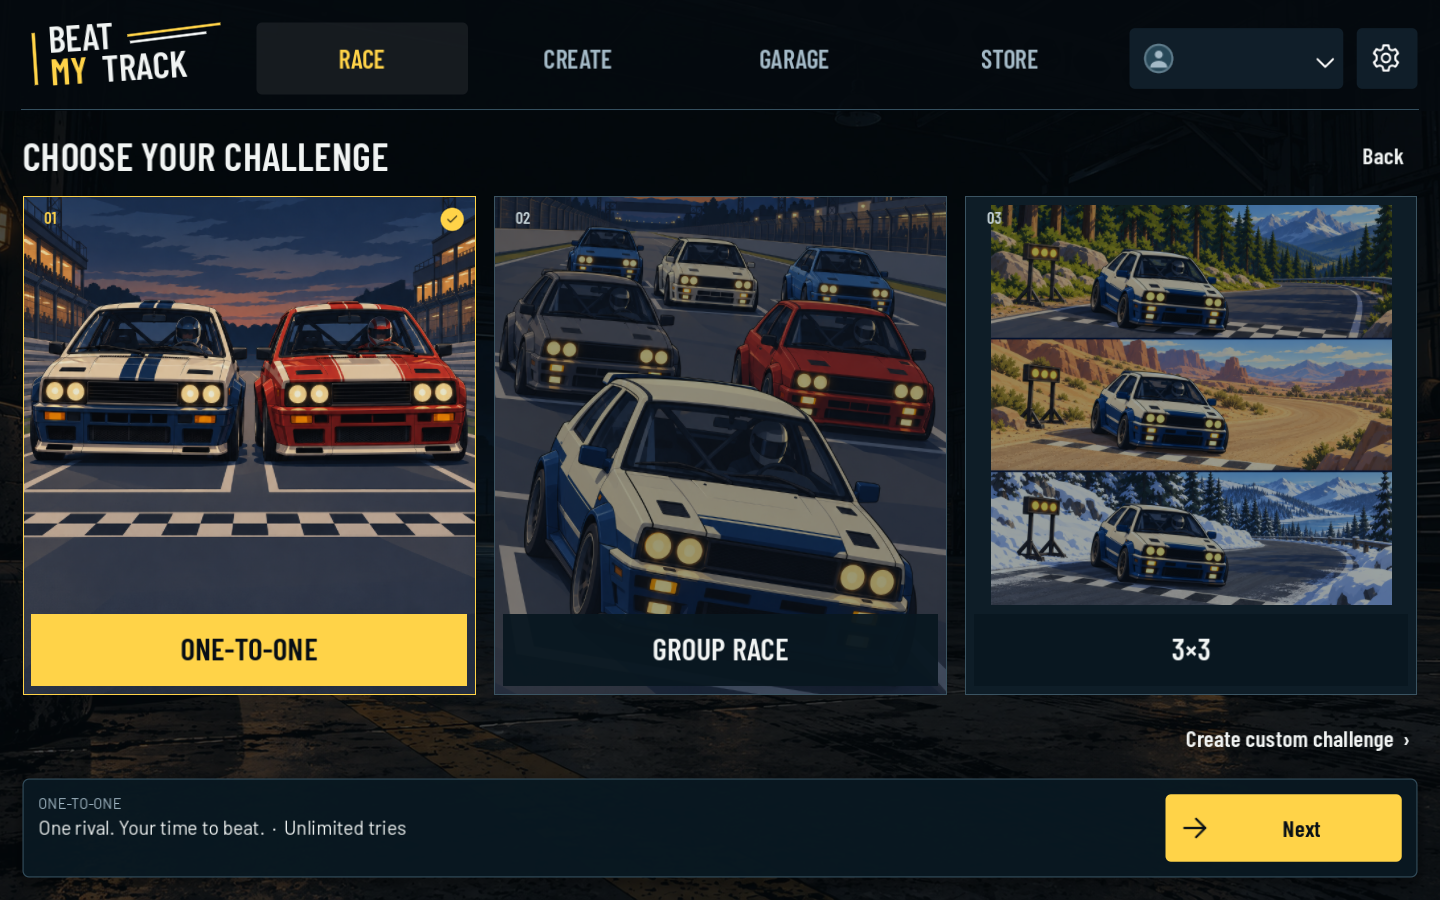 BEAT
MY TRACK
RACE
CREATE
GARAGE
STORE
CHOOSE YOUR CHALLENGE
Back
01
02
03
ONE-TO-ONE
GROUP RACE
3×3
Create custom challenge ›
ONE-TO-ONE
One rival. Your time to beat. · Unlimited tries
Next